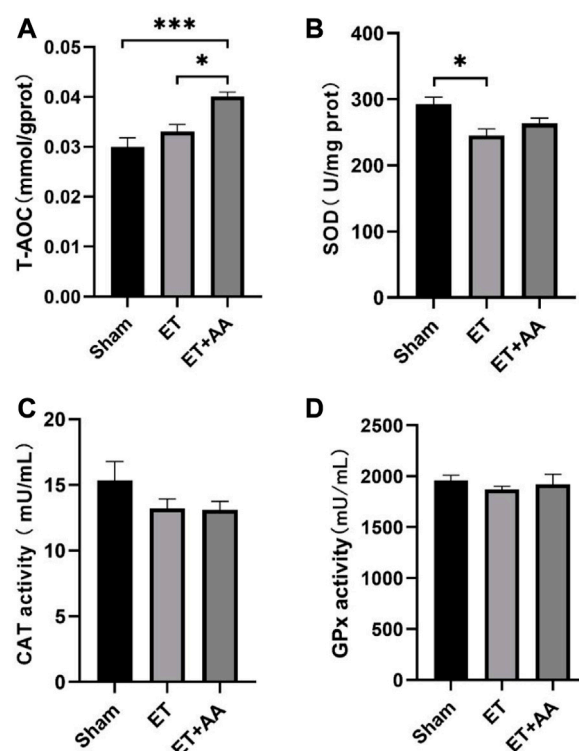 A
T-AOC(mmol/gprot)
0.05
0.04
0.03
0.02
0.01
0.00
***
*
Sham
ET
ET+AA
B
SOD( U/mg prot)
400
300
200
100
0
*
Sham
ET
ET+AA
C
CAT activity ( mU/mL)
20
15
10
5
0
Sham
ET
ET+AA
D
GPx activity(mU/mL)
2500
2000
1500
1000
500
0
Sham
ET
ET+AA